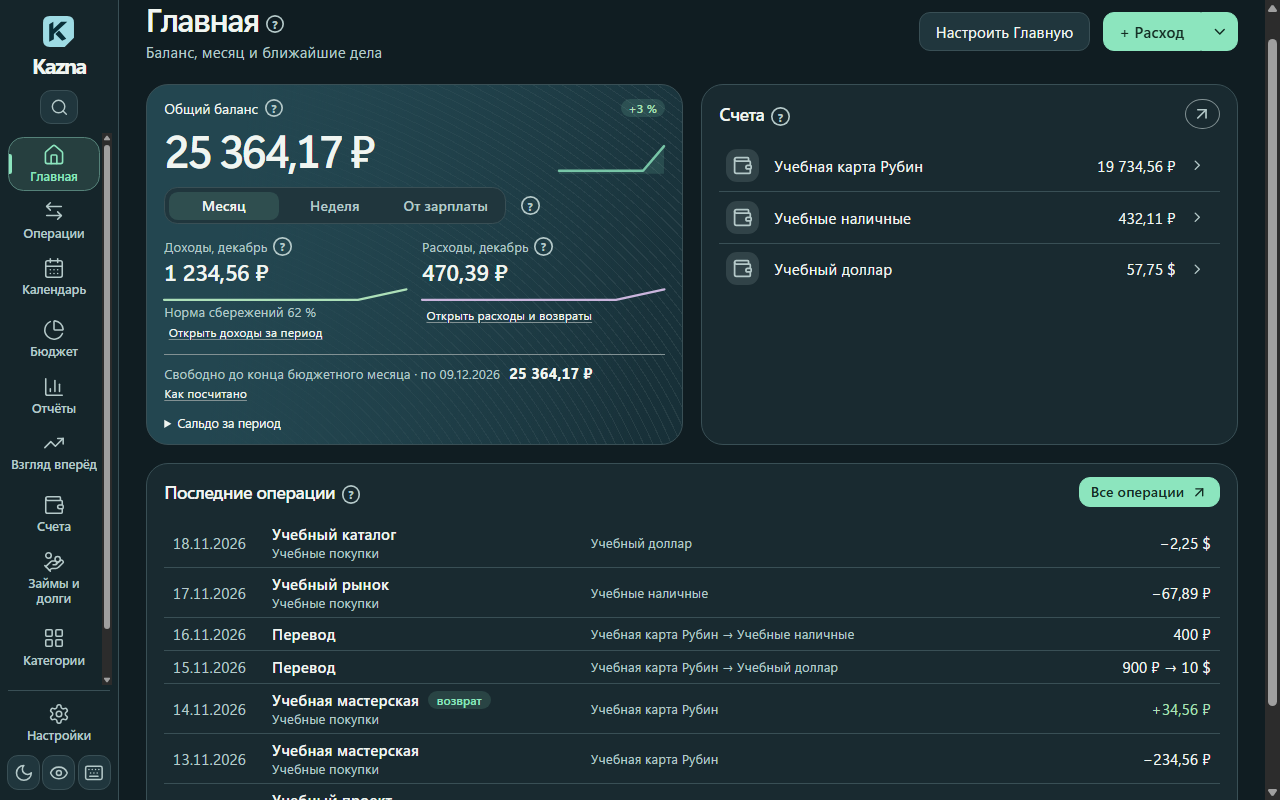 Kazna
Главная
Операции
Календарь
Бюджет
Отчёты
Взгляд вперёд
Счета
Займы и
долги
Категории
Настройки
Главная ?
Баланс, месяц и ближайшие дела
Настроить Главную
+ Расход
Общий баланс ?
+3 %
25 364,17 ₽
Месяц
Неделя
От зарплаты
?
Доходы, декабрь ?
1 234,56 ₽
Норма сбережений 62 %
Открыть доходы за период
Расходы, декабрь ?
470,39 ₽
Открыть расходы и возвраты
Свободно до конца бюджетного месяца · по 09.12.2026 25 364,17 ₽
Как посчитано
Сальдо за период
Счета ?
Учебная карта Рубин 19 734,56 ₽
Учебные наличные 432,11 ₽
Учебный доллар 57,75 $
Последние операции ?
Все операции
18.11.2026 Учебный каталог Учебный доллар −2,25 $
Учебные покупки
17.11.2026 Учебный рынок Учебные наличные −67,89 ₽
Учебные покупки
16.11.2026 Перевод Учебная карта Рубин → Учебные наличные 400 ₽
15.11.2026 Перевод Учебная карта Рубин → Учебный доллар 900 ₽ → 10 $
14.11.2026 Учебная мастерская возврат Учебная карта Рубин +34,56 ₽
Учебные покупки
13.11.2026 Учебная мастерская Учебная карта Рубин −234,56 ₽
Учебные покупки
Учебный проект